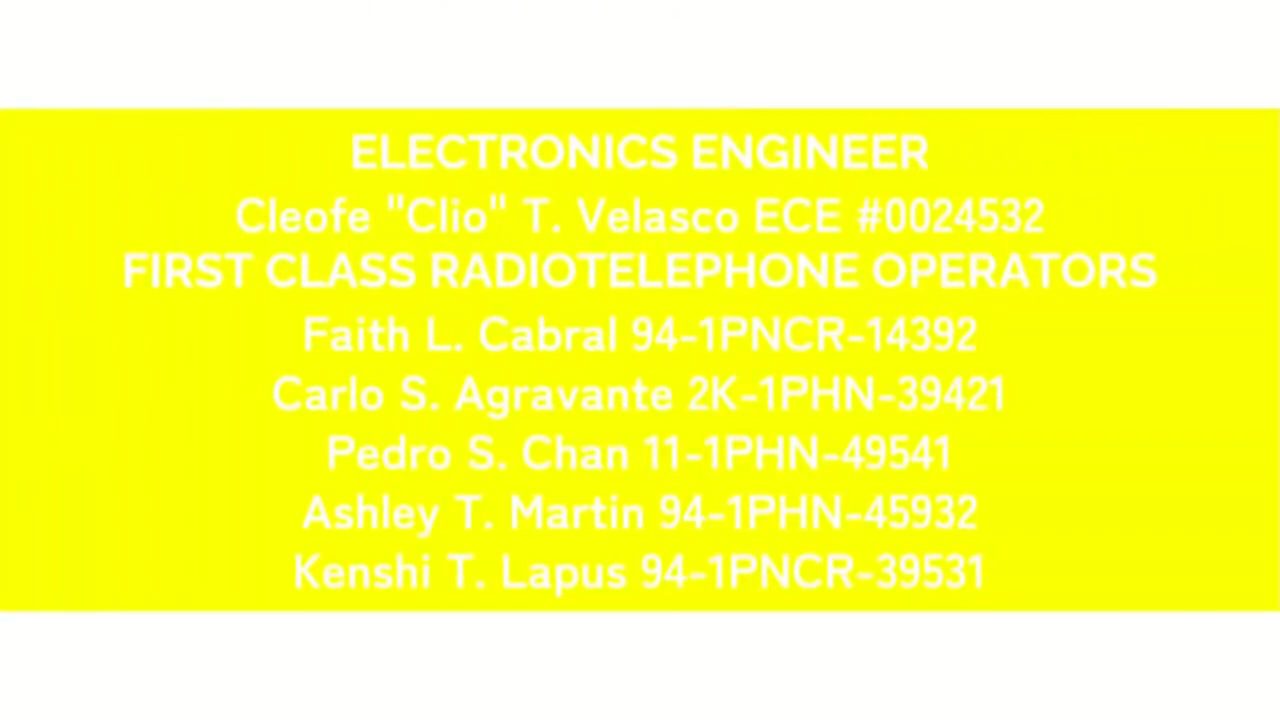 ELECTRONICS ENGINEER
Cleofe "Clio" T. Velasco ECE #0024532
FIRST CLASS RADIOTELEPHONE OPERATORS
Faith L. Cabral 94-1PNCR-14392
Carlo S. Agravante 2K-1PHN-39421
Pedro S. Chan 11-1PHN-49541
Ashley T. Martin 94-1PHN-45932
Kenshi T. Lapus 94-1PNCR-39531